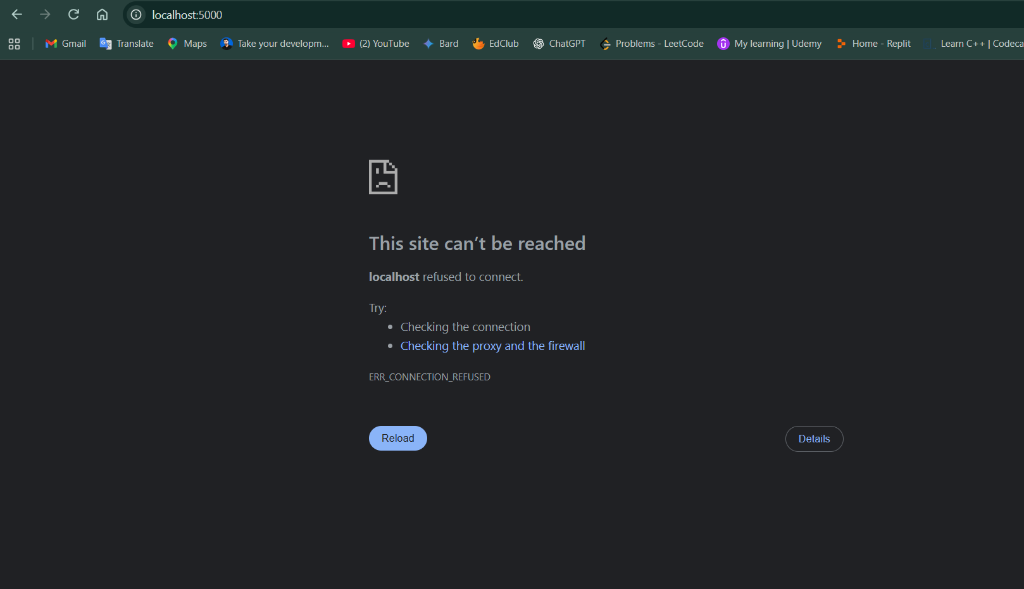 localhost:5000
Gmail Translate Maps Take your developm... (2) YouTube Bard EdClub ChatGPT Problems - LeetCode My learning | Udemy Home - Replit Learn C++ | Codeca
This site can't be reached
localhost refused to connect.
Try:
Checking the connection
Checking the proxy and the firewall
ERR_CONNECTION_REFUSED
Reload Details